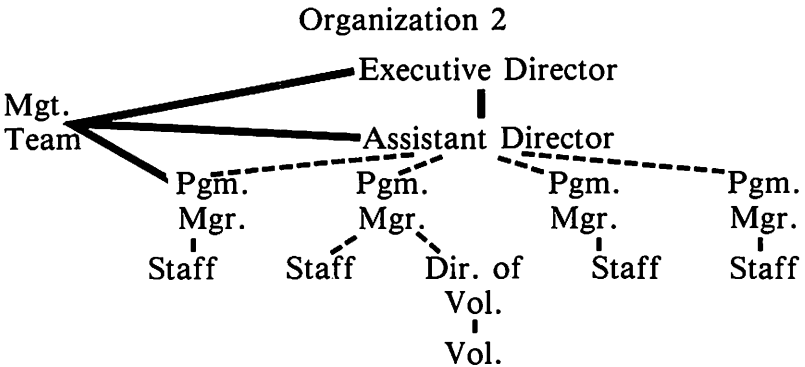 Organization 2
Executive Director
Mgt.
Team
Assistant Director
Pgm. Pgm. Pgm. Pgm.
Mgr. Mgr. Mgr. Mgr.
Staff Staff Dir. of Staff Staff
Vol.
Vol.